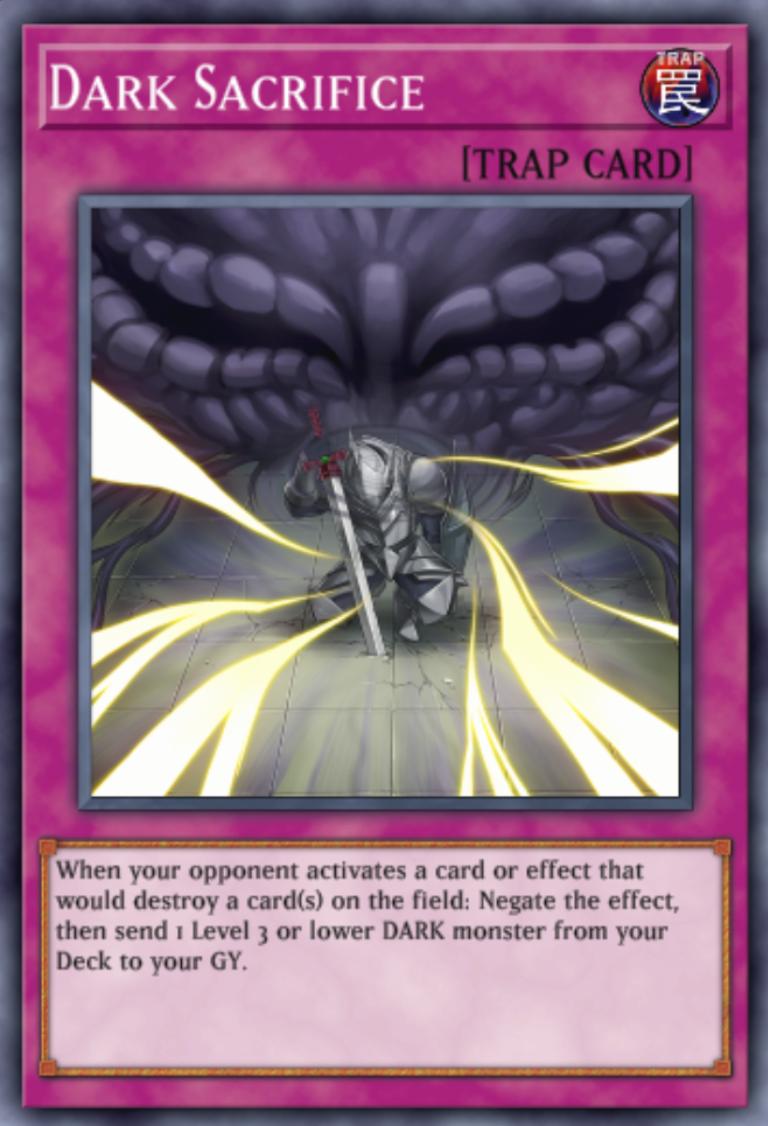 Dark Sacrifice
TRAP
罠
[TRAP CARD]
When your opponent activates a card or effect that
would destroy a card(s) on the field: Negate the effect,
then send 1 Level 3 or lower DARK monster from your
Deck to your GY.